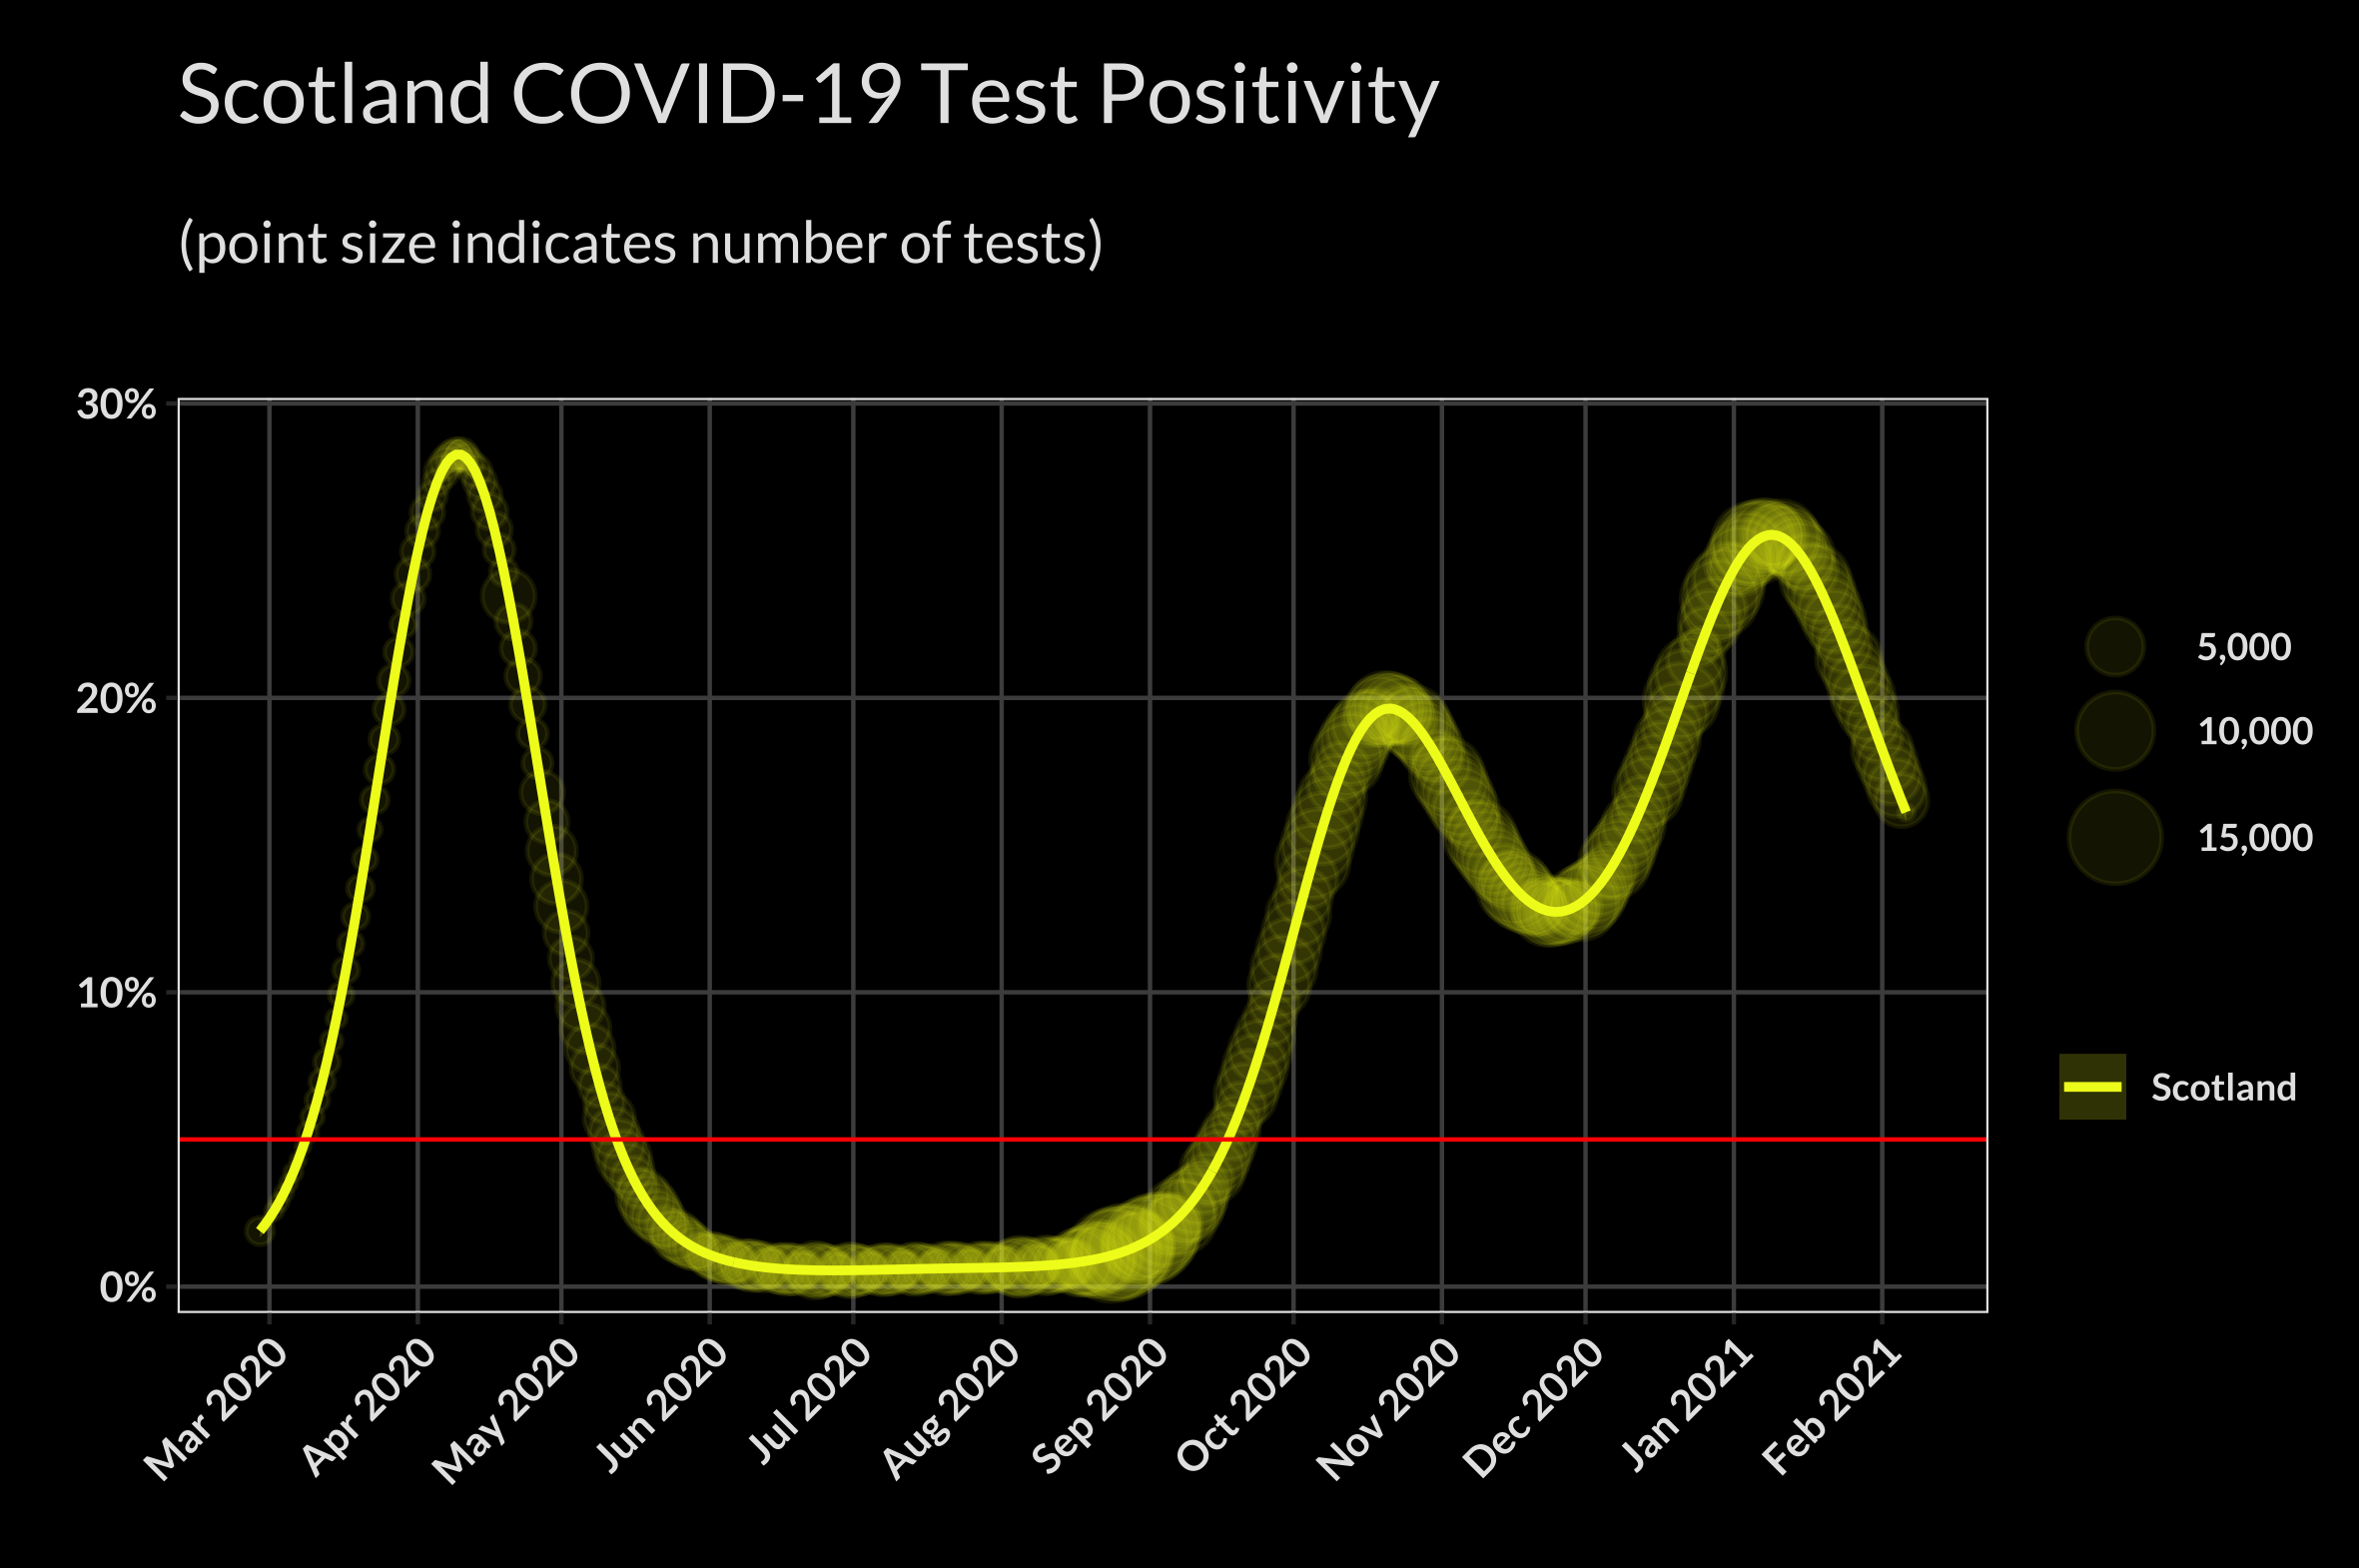 Scotland COVID-19 Test Positivity
(point size indicates number of tests)
30%
20%
10%
0%
Mar 2020
Apr 2020
May 2020
Jun 2020
Jul 2020
Aug 2020
Sep 2020
Oct 2020
Nov 2020
Dec 2020
Jan 2021
Feb 2021
5,000
10,000
15,000
Scotland